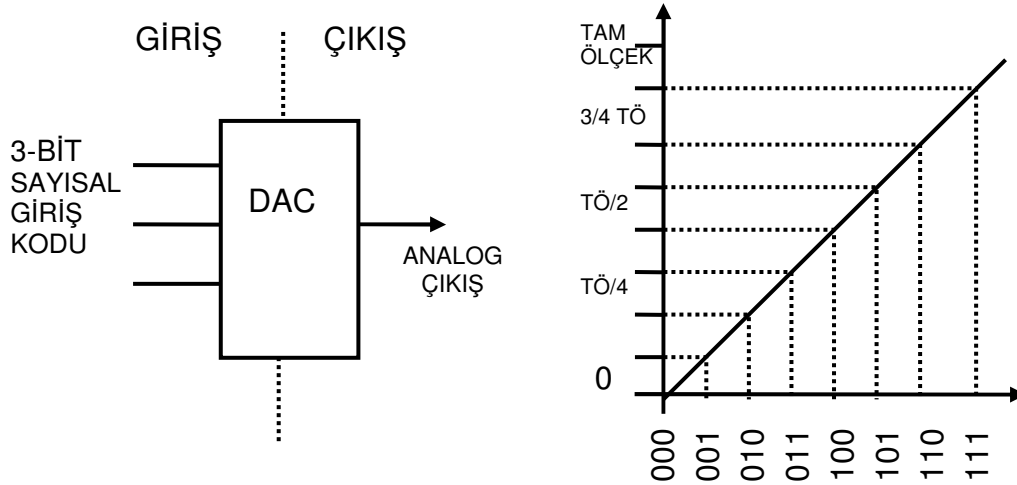 GİRİŞ
ÇIKIŞ
3-BİT
SAYISAL
GİRİŞ
KODU
DAC
ANALOG
ÇIKIŞ
TAM
ÖLÇEK
3/4 TÖ
TÖ/2
TÖ/4
0
000
001
010
011
100
101
110
111